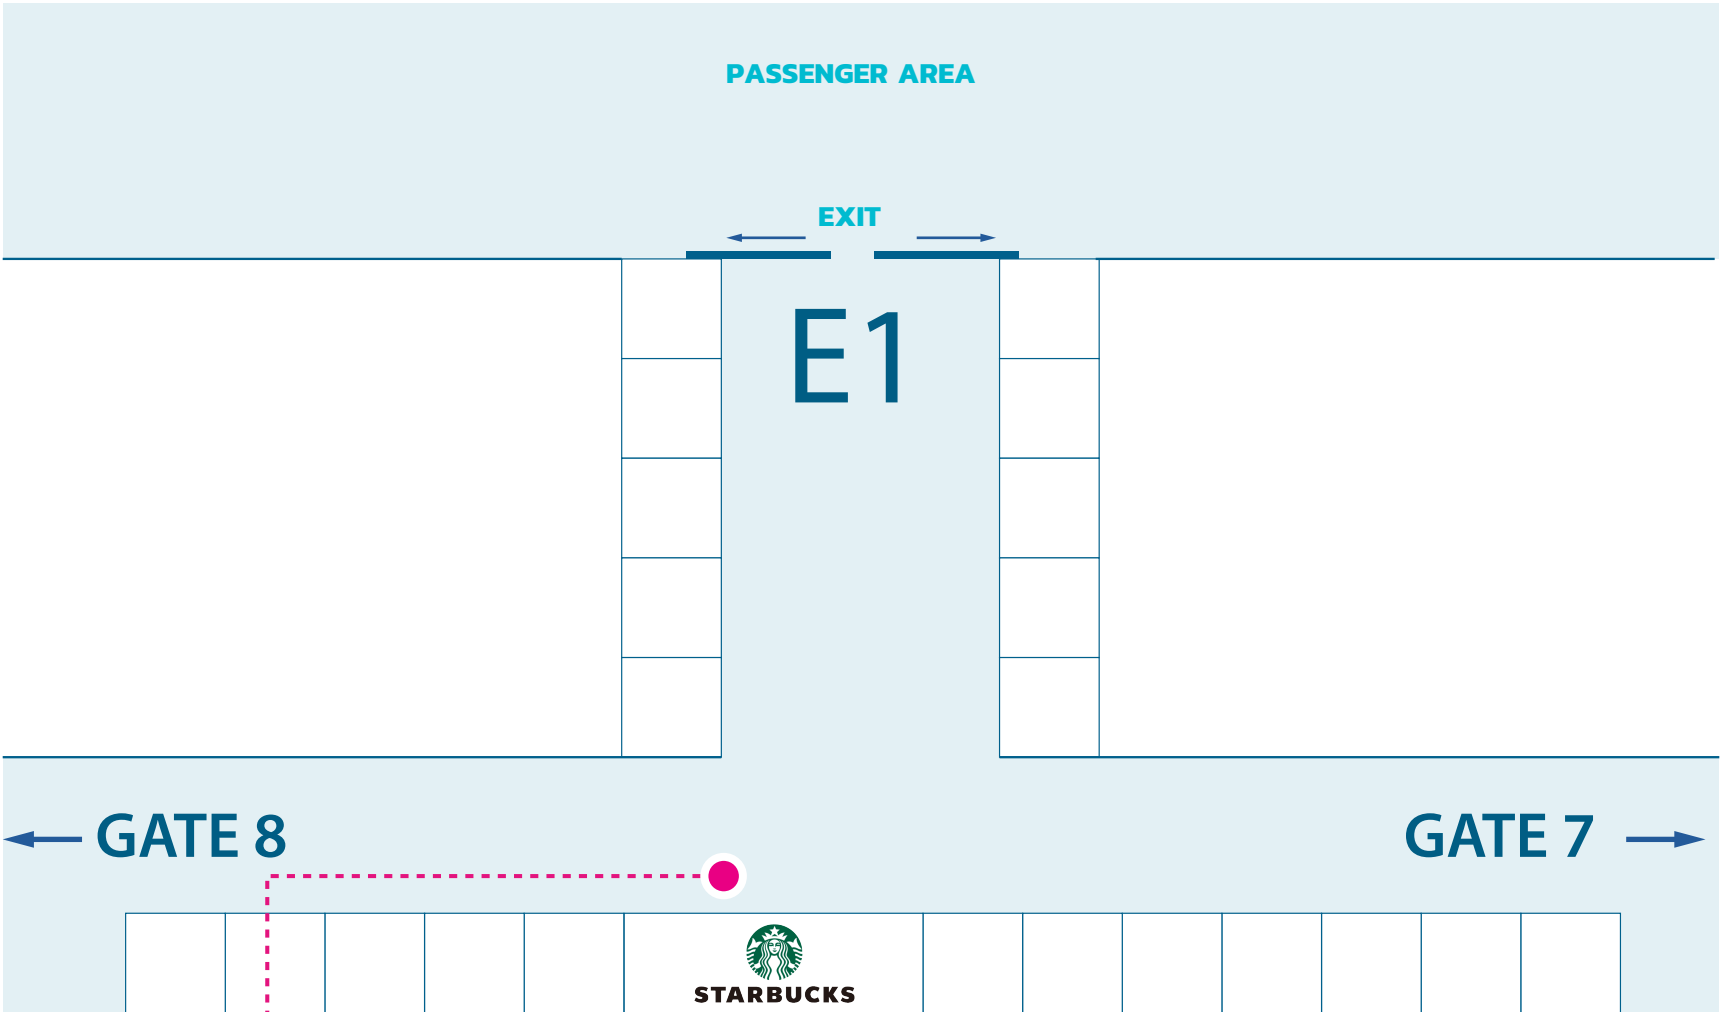 PASSENGER AREA
EXIT
E1
GATE 8
GATE 7
STARBUCKS